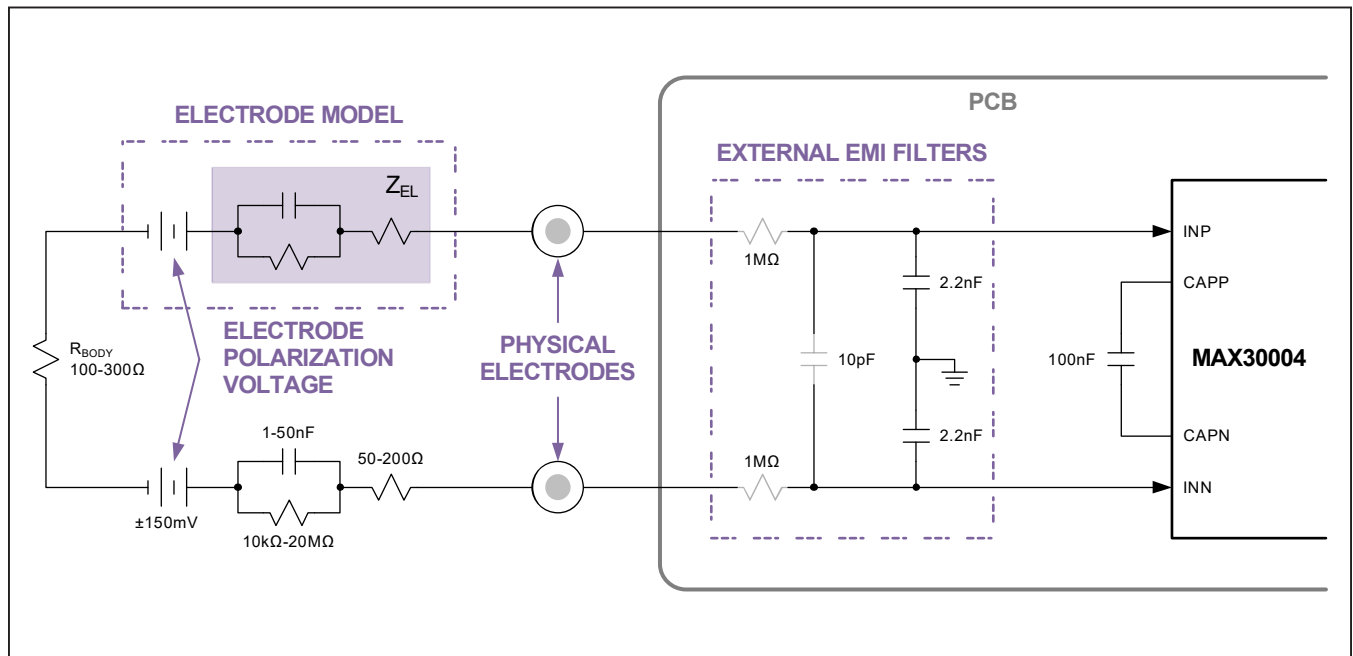 PCB
ELECTRODE MODEL
EXTERNAL EMI FILTERS
Z_EL
1MΩ
INP
2.2nF
CAPP
R_BODY
100-300Ω
ELECTRODE
POLARIZATION
VOLTAGE
PHYSICAL
ELECTRODES
10pF
100nF
MAX30004
2.2nF
CAPN
1-50nF
50-200Ω
1MΩ
INN
±150mV
10kΩ-20MΩ